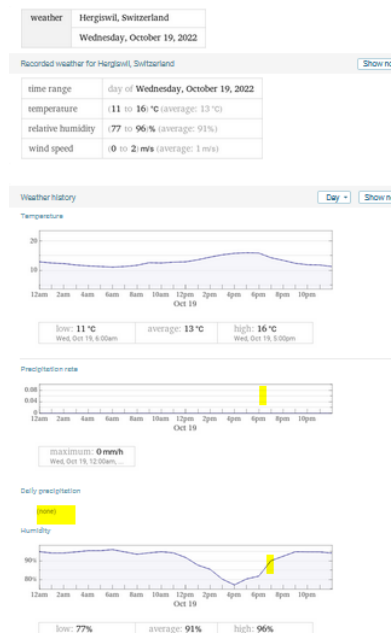 weather Hergiswil, Switzerland
Wednesday, October 19, 2022
Recorded weather for Hergiswil, Switzerland Show no
time range day of Wednesday, October 19, 2022
temperature (11 to 16) °C (average: 13 °C)
relative humidity (77 to 96)% (average: 91%)
wind speed (0 to 2) m/s (average: 1 m/s)
Weather history Day Show n
Temperature
20
10
12am 2am 4am 6am 8am 10am 12pm 2pm 4pm 6pm 8pm 10pm
Oct 19
low: 11 °C average: 13 °C high: 16 °C
Wed, Oct 19, 6:00am Wed, Oct 19, 5:00pm
Precipitation rate
0.08
0.04
0
12am 2am 4am 6am 8am 10am 12pm 2pm 4pm 6pm 8pm 10pm
Oct 19
maximum: 0 mm/h
Wed, Oct 19, 12:00am, ...
Daily precipitation
(none)
Humidity
90%
80%
12am 2am 4am 6am 8am 10am 12pm 2pm 4pm 6pm 8pm 10pm
Oct 19
low: 77% average: 91% high: 96%